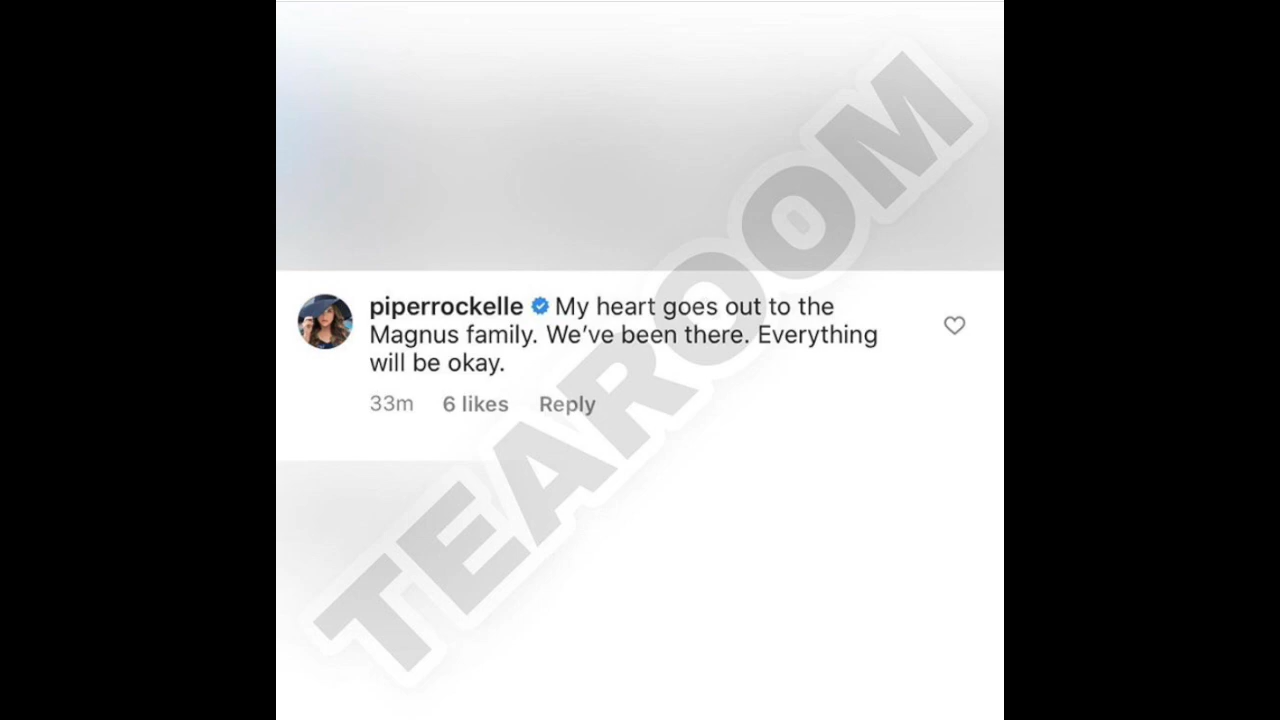 piperrockelle My heart goes out to the
Magnus family. We’ve been there. Everything
will be okay.
33m 6 likes Reply
TEAROOM